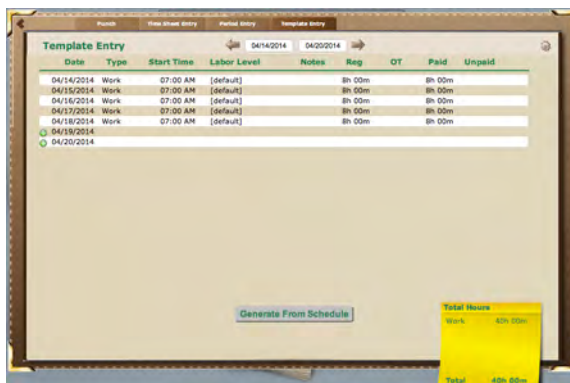 Punch Time Sheet Entry Period Entry Template Entry
Template Entry 04/14/2014 04/20/2014
Date Type Start Time Labor Level Notes Reg OT Paid Unpaid
04/14/2014 Work 07:00 AM [default] 8h 00m 8h 00m
04/15/2014 Work 07:00 AM [default] 8h 00m 8h 00m
04/16/2014 Work 07:00 AM [default] 8h 00m 8h 00m
04/17/2014 Work 07:00 AM [default] 8h 00m 8h 00m
04/18/2014 Work 07:00 AM [default] 8h 00m 8h 00m
04/19/2014
04/20/2014
Generate From Schedule
Total Hours
Work 40h 00m
Total 40h 00m